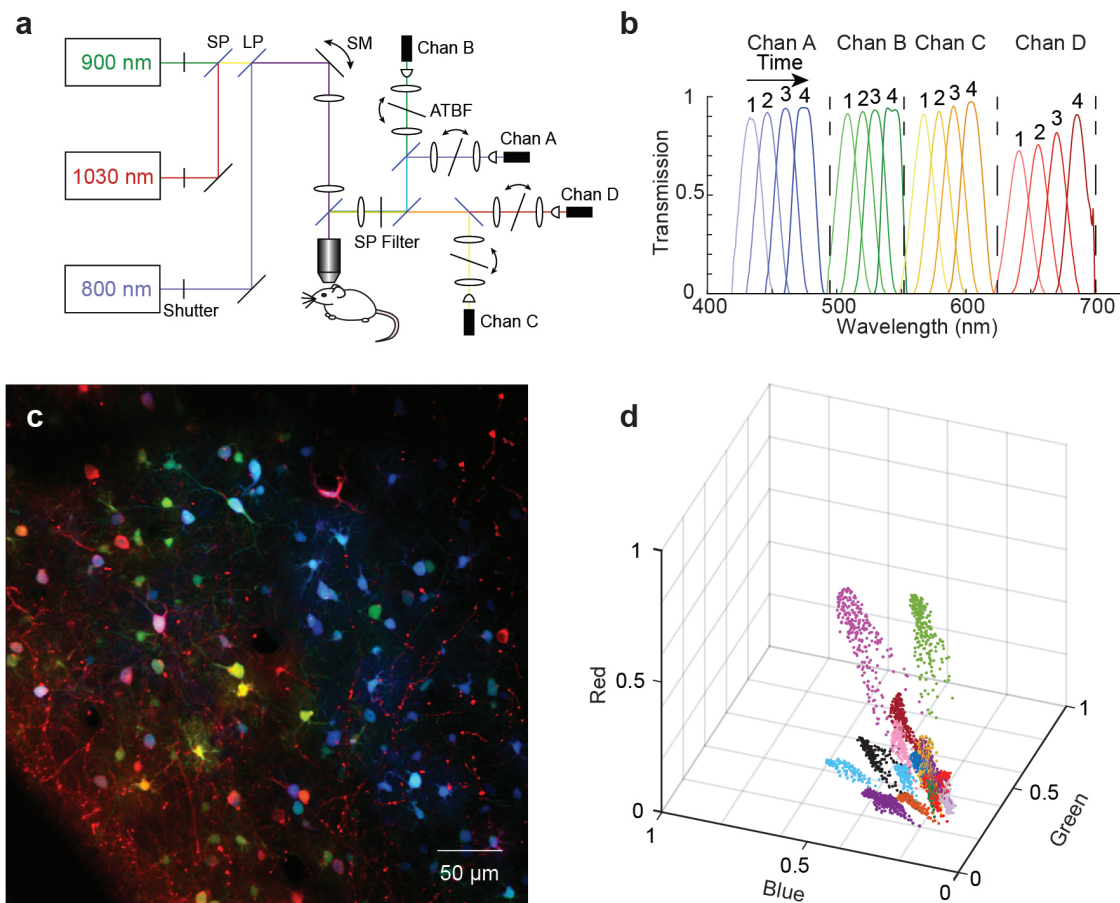 a
900 nm
1030 nm
800 nm
SP
LP
SM
Shutter
Chan B
ATBF
Chan A
Chan D
SP Filter
Chan C
b
Chan A
Chan B
Chan C
Chan D
Time
1 2 3 4
1 2 3 4
1 2 3 4
1 2 3 4
Transmission
1
0.5
0
400
500
600
700
Wavelength (nm)
c
50 µm
d
Red
1
0.5
0
1
0.5
0
Blue
0
0.5
1
Green